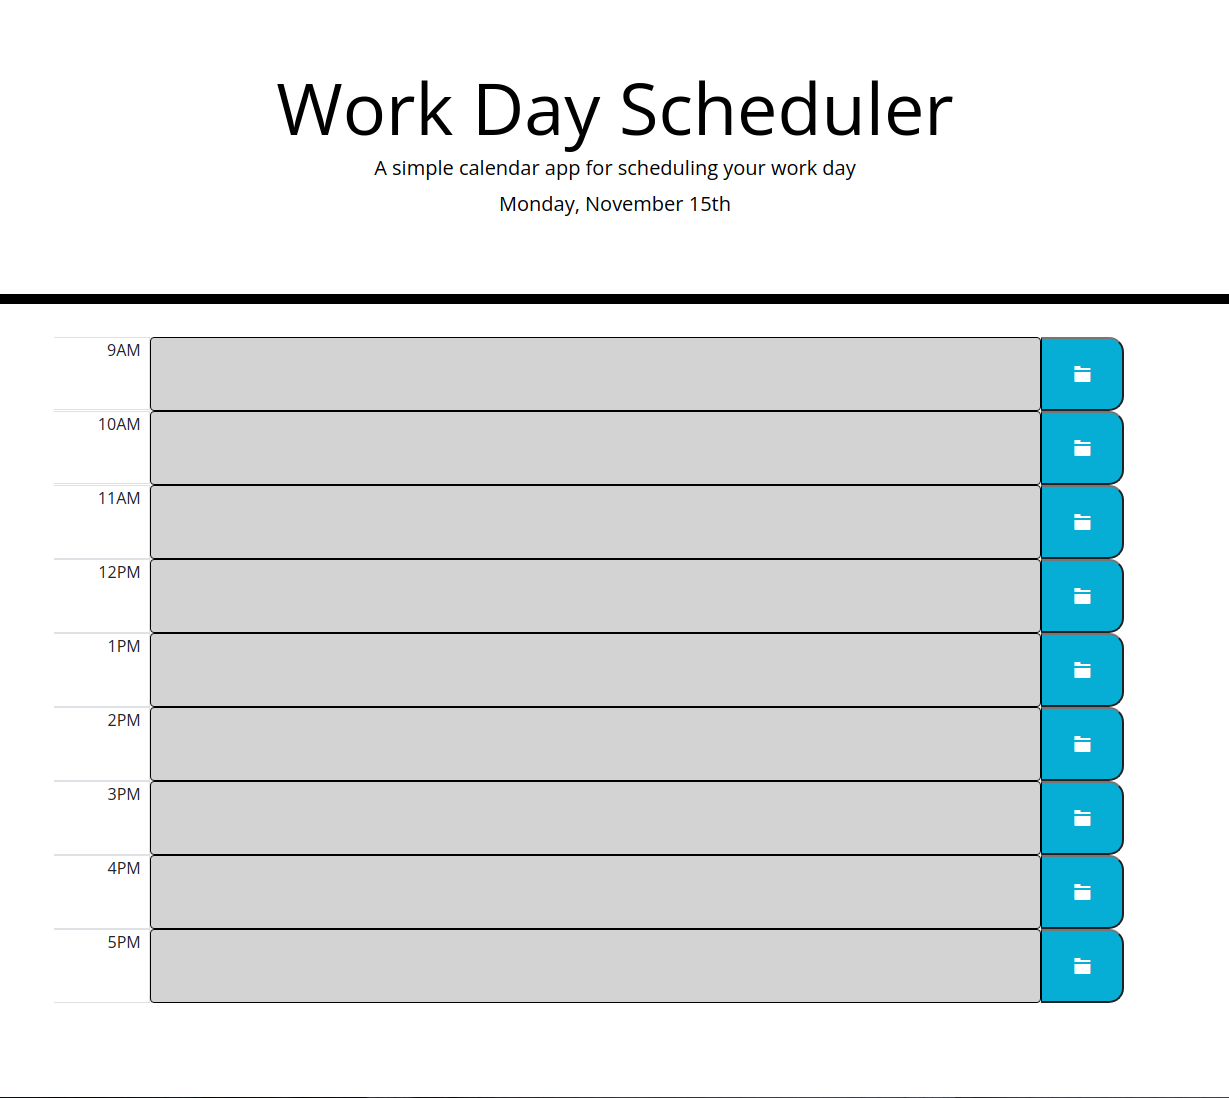 Work Day Scheduler
A simple calendar app for scheduling your work day
Monday, November 15th
9AM
10AM
11AM
12PM
1PM
2PM
3PM
4PM
5PM